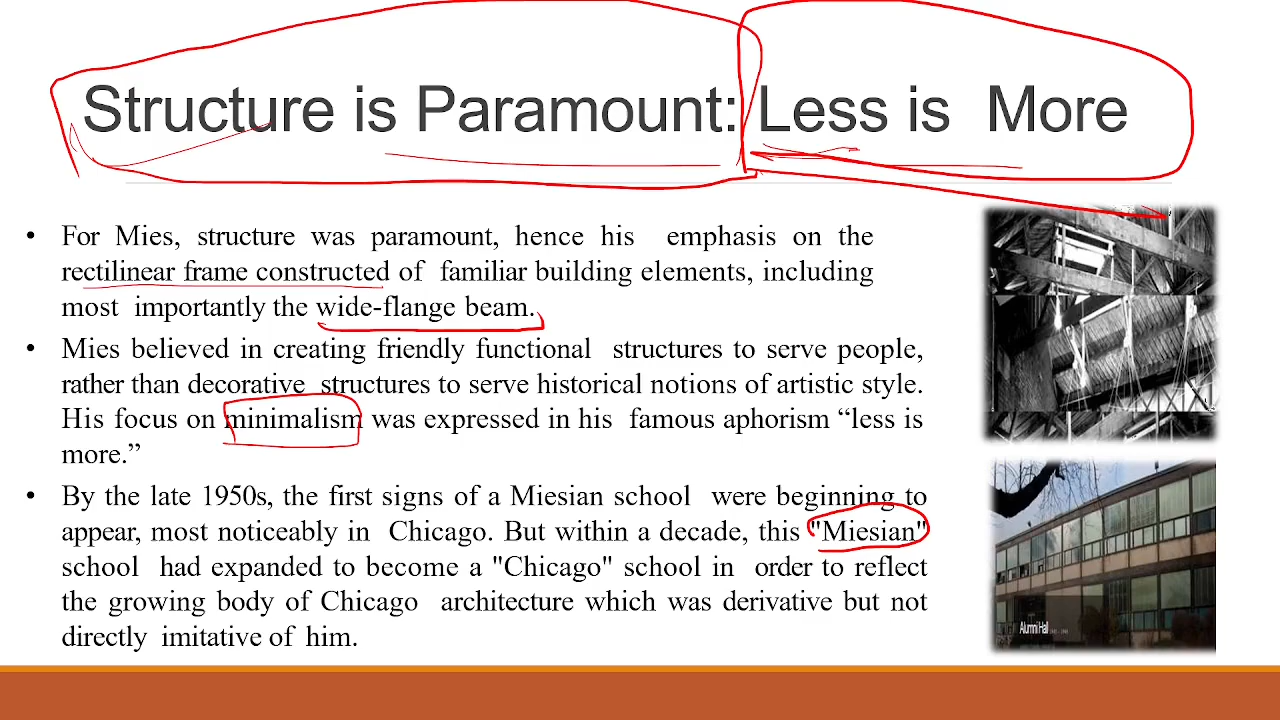 Structure is Paramount: Less is More
• For Mies, structure was paramount, hence his emphasis on the
rectilinear frame constructed of familiar building elements, including
most importantly the wide-flange beam.
• Mies believed in creating friendly functional structures to serve people,
rather than decorative structures to serve historical notions of artistic style.
His focus on minimalism was expressed in his famous aphorism “less is
more.”
• By the late 1950s, the first signs of a Miesian school were beginning to
appear, most noticeably in Chicago. But within a decade, this "Miesian"
school had expanded to become a "Chicago" school in order to reflect
the growing body of Chicago architecture which was derivative but not
directly imitative of him.
Alumni Hall